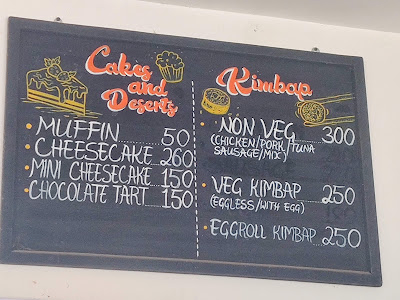 Cakes
and
Deserts
MUFFIN 50
CHEESECAKE 260
MINI CHEESECAKE 150
CHOCOLATE TART 150
Kimbap
NON VEG 300
(CHICKEN/PORK/TUNA
SAUSAGE/MIX)
VEG KIMBAP 250
(EGGLESS/WITH EGG)
EGGROLL KIMBAP 250